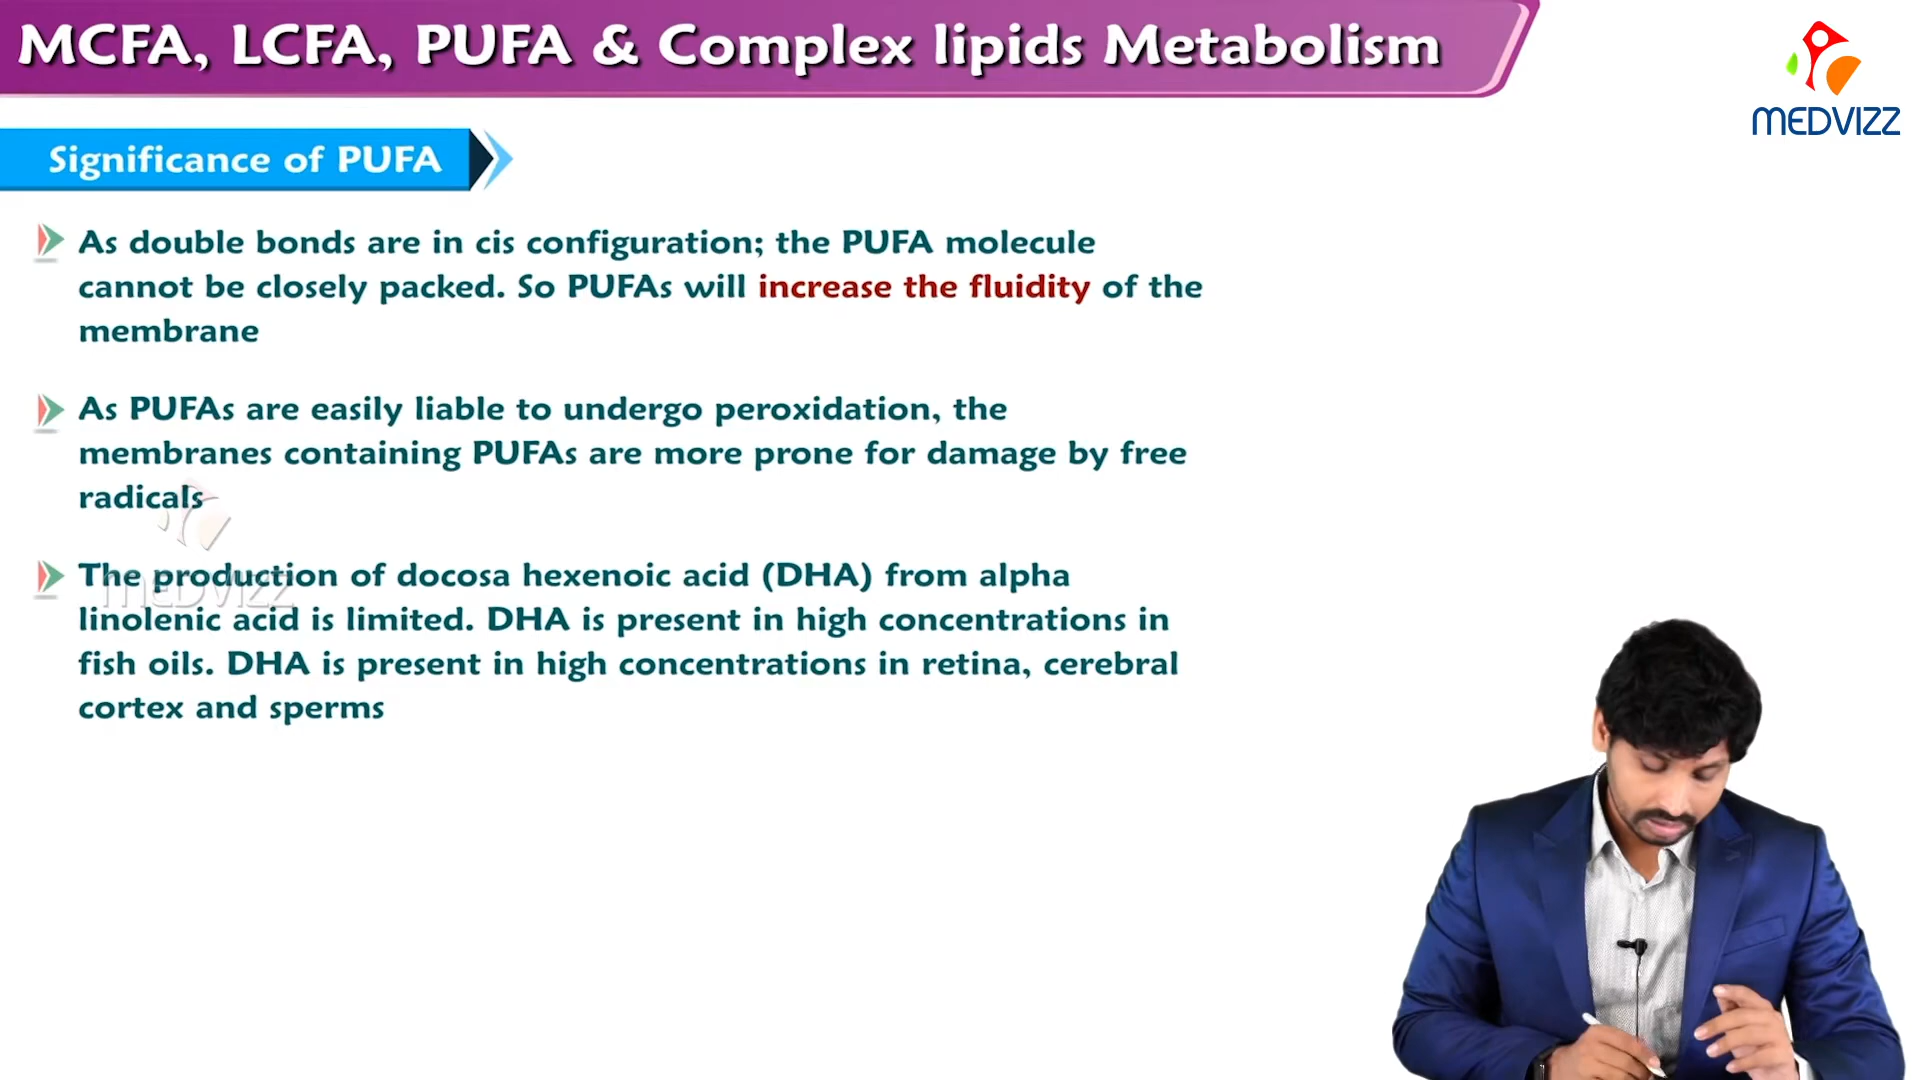 MCFA, LCFA, PUFA & Complex lipids Metabolism
MEDVIZZ
Significance of PUFA
As double bonds are in cis configuration; the PUFA molecule
cannot be closely packed. So PUFAs will increase the fluidity of the
membrane
As PUFAs are easily liable to undergo peroxidation, the
membranes containing PUFAs are more prone for damage by free
radicals
The production of docosa hexenoic acid (DHA) from alpha
linolenic acid is limited. DHA is present in high concentrations in
fish oils. DHA is present in high concentrations in retina, cerebral
cortex and sperms
MEDVIZZ